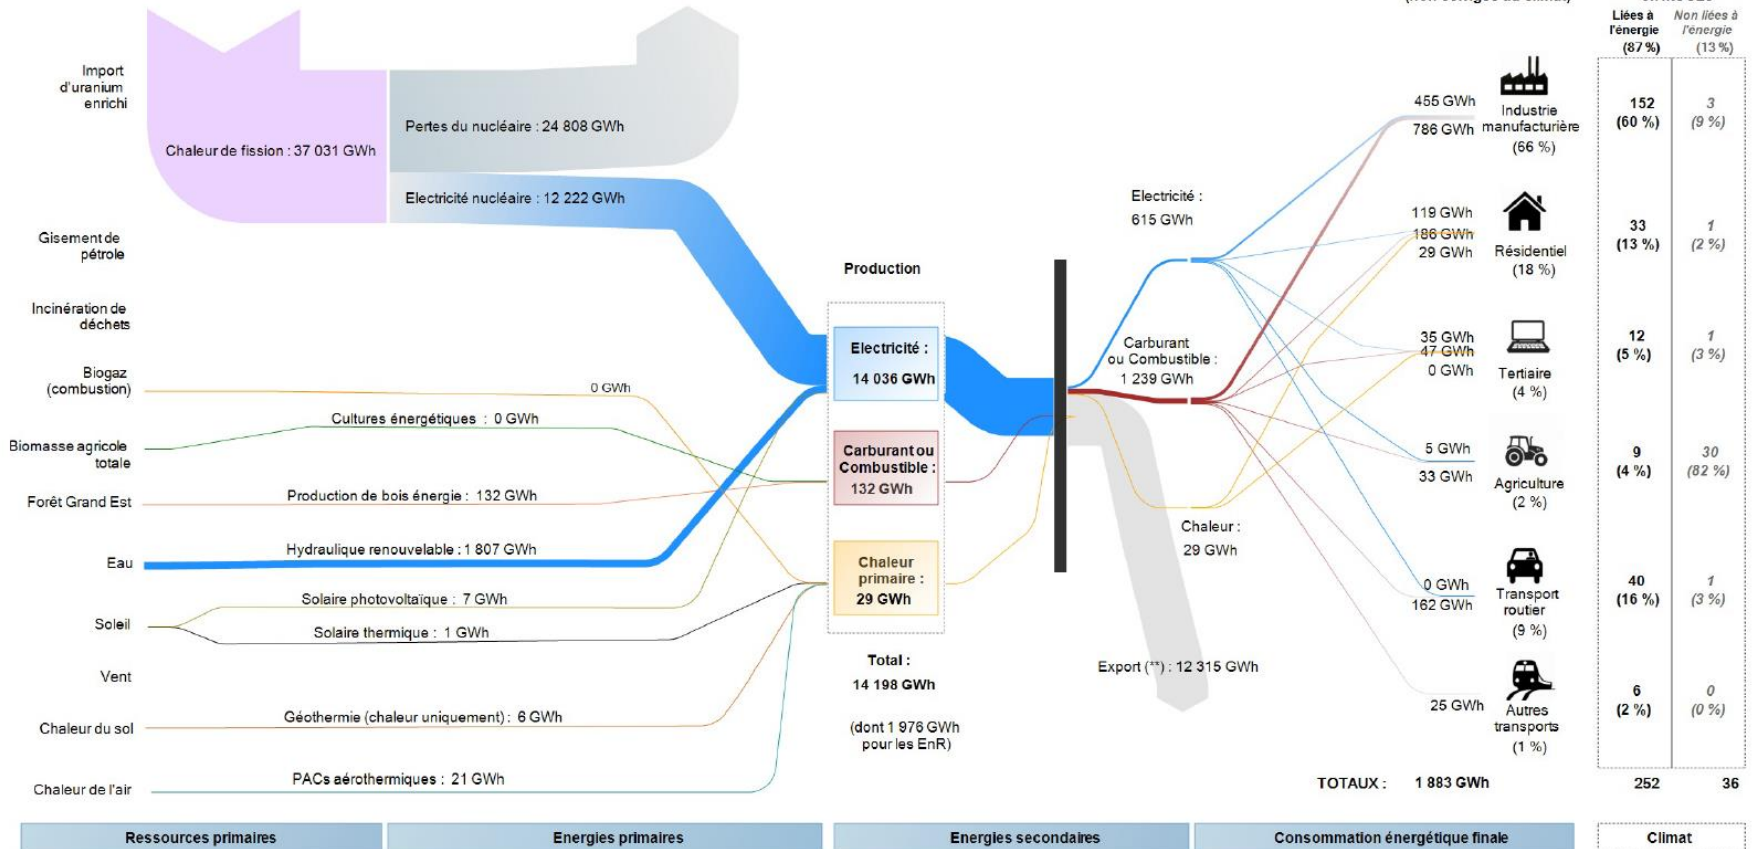 Liées à
l'énergie
(87 %)
Non liées à
l'énergie
(13 %)
Import
d'uranium
enrichi
Chaleur de fission : 37 031 GWh
Pertes du nucléaire : 24 808 GWh
Electricité nucléaire : 12 222 GWh
Gisement de
pétrole
Incinération de
déchets
Biogaz
(combustion)
0 GWh
Cultures énergétiques : 0 GWh
Biomasse agricole
totale
Production de bois énergie : 132 GWh
Forêt Grand Est
Hydraulique renouvelable : 1 807 GWh
Eau
Solaire photovoltaïque : 7 GWh
Soleil
Solaire thermique : 1 GWh
Vent
Géothermie (chaleur uniquement) : 6 GWh
Chaleur du sol
PACs aérothermiques : 21 GWh
Chaleur de l'air
Production
Electricité :
14 036 GWh
Carburant ou
Combustible :
132 GWh
Chaleur
primaire :
29 GWh
Total :
14 198 GWh
(dont 1 976 GWh
pour les EnR)
Electricité :
615 GWh
Carburant
ou Combustible :
1 239 GWh
Chaleur :
29 GWh
Export (**) : 12 315 GWh
455 GWh
786 GWh
Industrie
manufacturière
(66 %)
152
(60 %)
3
(9 %)
119 GWh
186 GWh
29 GWh
Résidentiel
(18 %)
33
(13 %)
1
(2 %)
35 GWh
47 GWh
0 GWh
Tertiaire
(4 %)
12
(5 %)
1
(3 %)
5 GWh
33 GWh
Agriculture
(2 %)
9
(4 %)
30
(82 %)
0 GWh
162 GWh
Transport
routier
(9 %)
40
(16 %)
1
(3 %)
25 GWh
Autres
transports
(1 %)
6
(2 %)
0
(0 %)
TOTAUX : 1 883 GWh
252
36
Ressources primaires
Energies primaires
Energies secondaires
Consommation énergétique finale
Climat